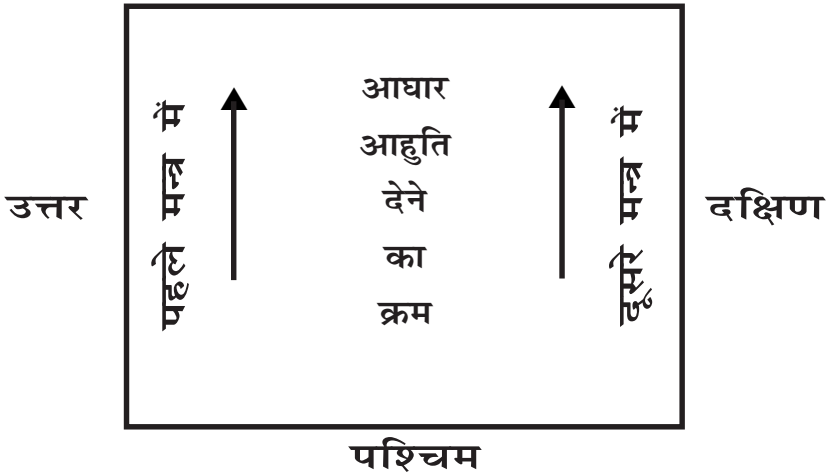 आघार
आहुति
देने
का
क्रम
पहले मन्त्र में
दूसरे मन्त्र में
उत्तर
दक्षिण
पश्चिम